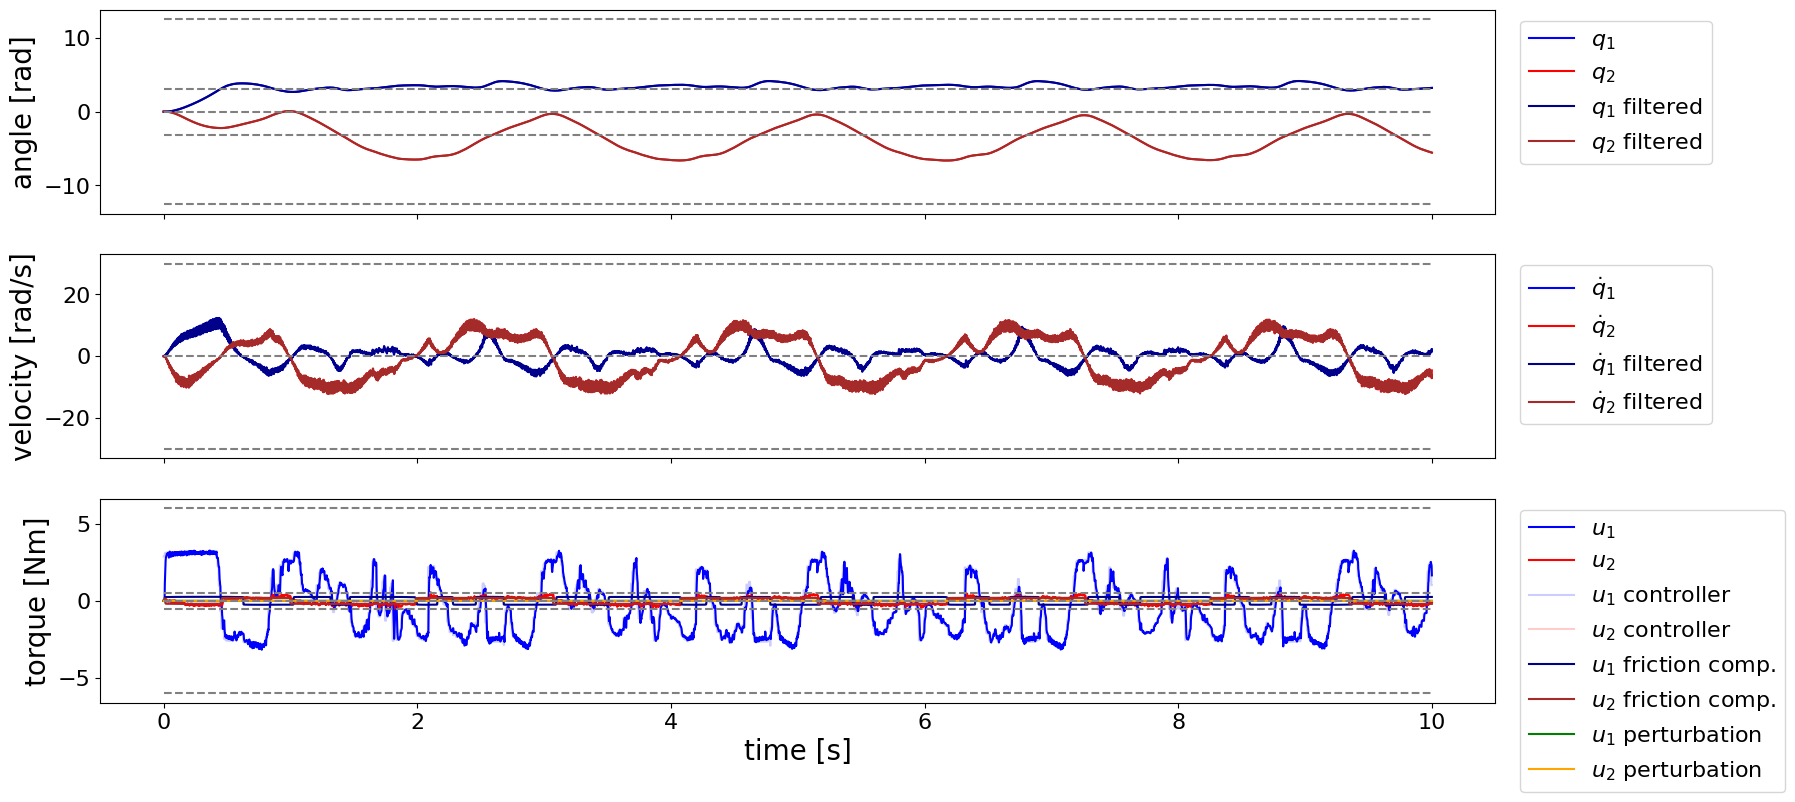 angle [rad]
10
0
−10
q₁
q₂
q₁ filtered
q₂ filtered
velocity [rad/s]
20
0
−20
q̇₁
q̇₂
q̇₁ filtered
q̇₂ filtered
torque [Nm]
5
0
−5
0 2 4 6 8 10
time [s]
u₁
u₂
u₁ controller
u₂ controller
u₁ friction comp.
u₂ friction comp.
u₁ perturbation
u₂ perturbation